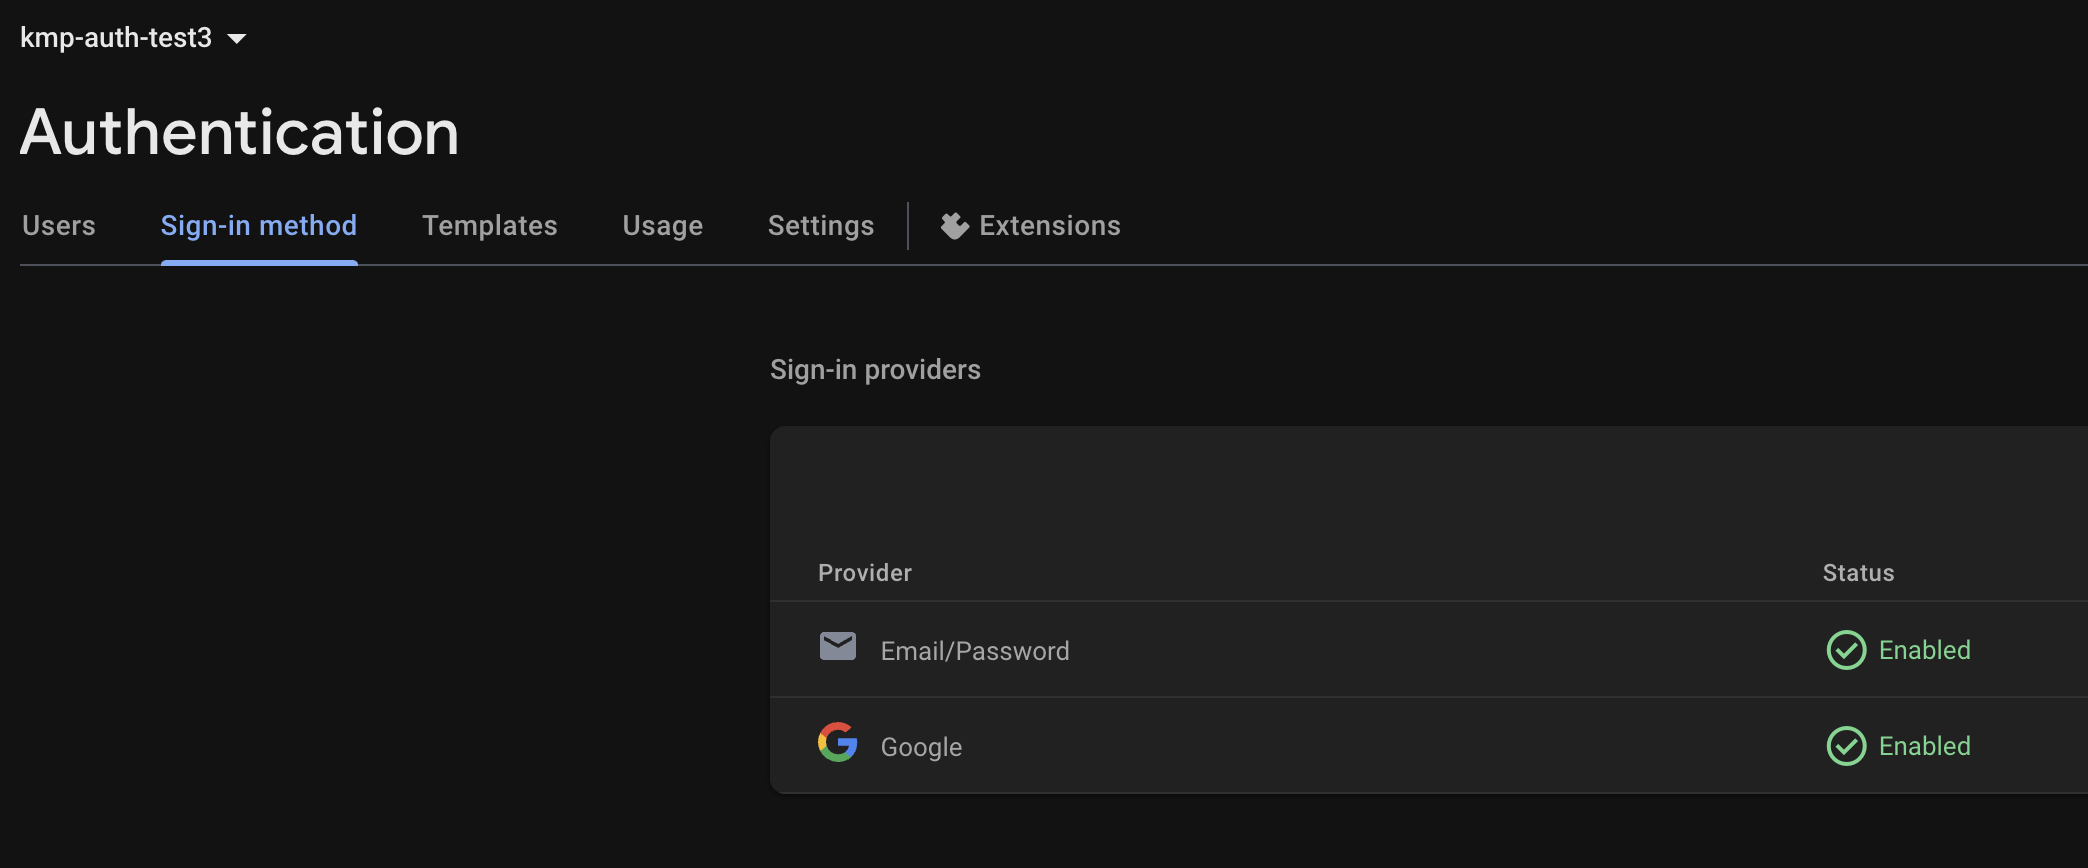 kmp-auth-test3
Authentication
Users Sign-in method Templates Usage Settings Extensions
Sign-in providers
Provider Status
Email/Password Enabled
Google Enabled